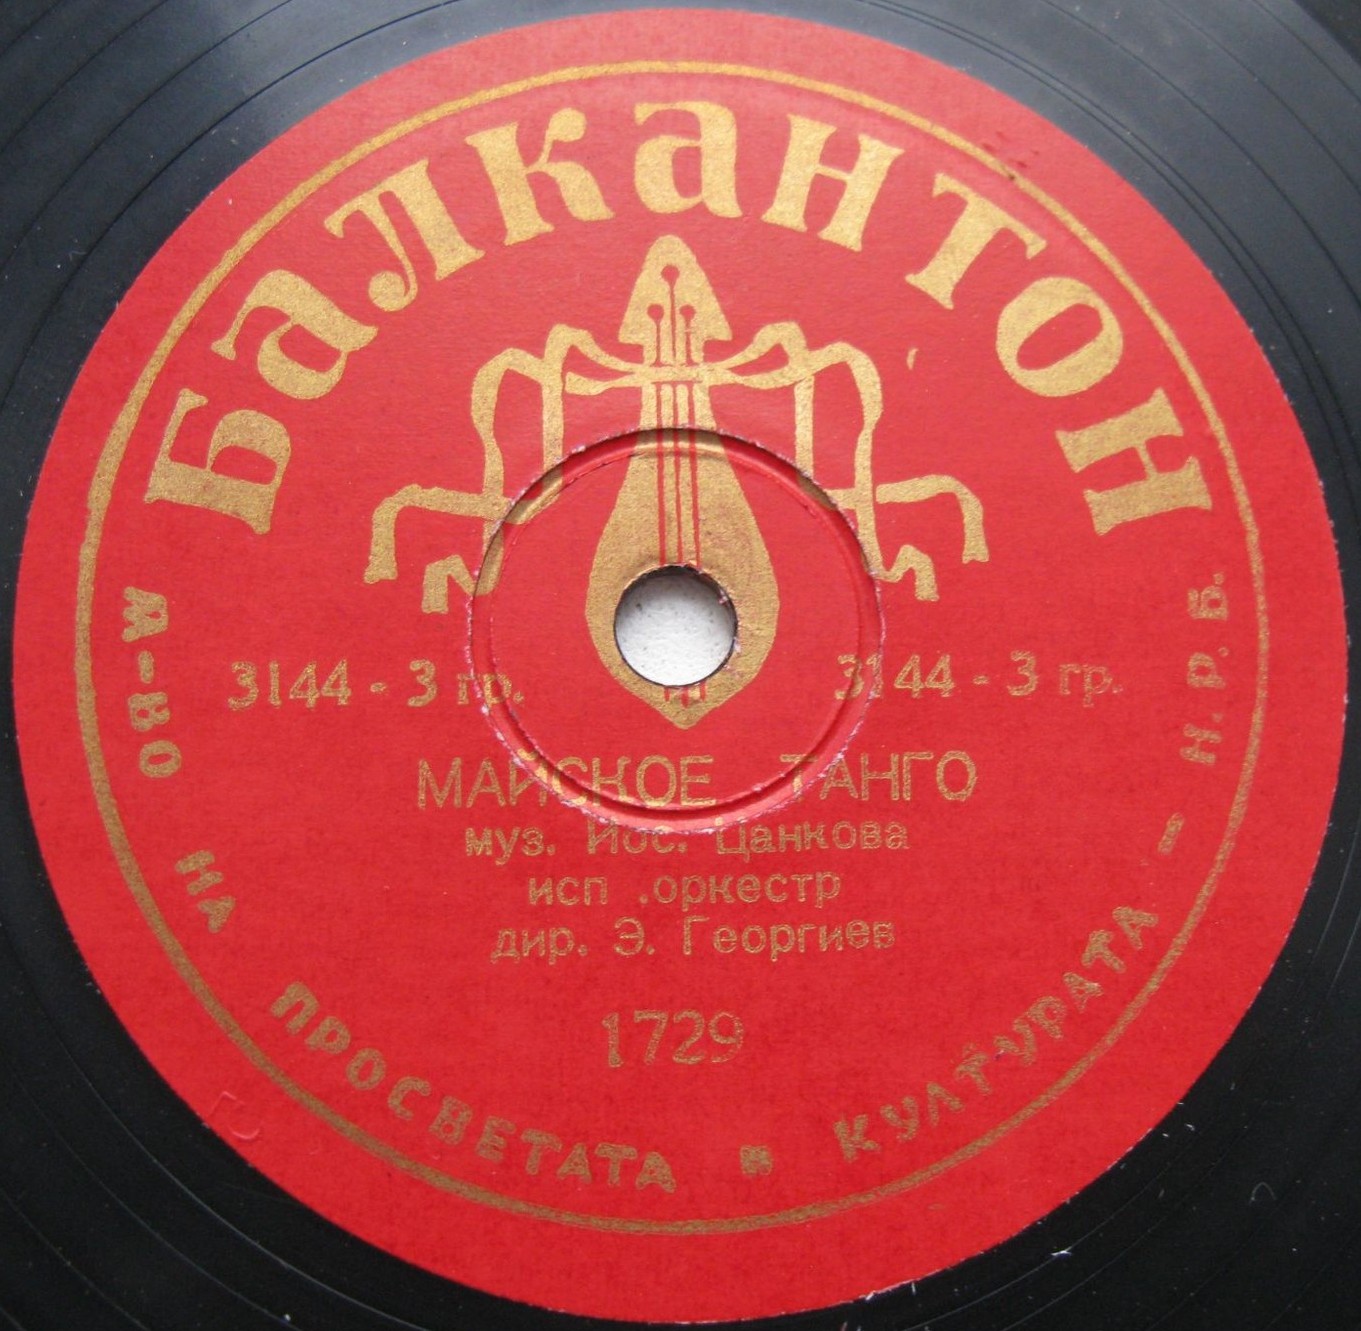 Балкантон
3144 - 3 гр.
3144 - 3 гр.
МАЙСКОЕ ТАНГО
муз. Иос. Цанкова
исп .оркестр
дир. Э. Георгиев
1729
М-ВО НА ПРОСВЕТАТА И КУЛТУРАТА - Н.Р.Б.